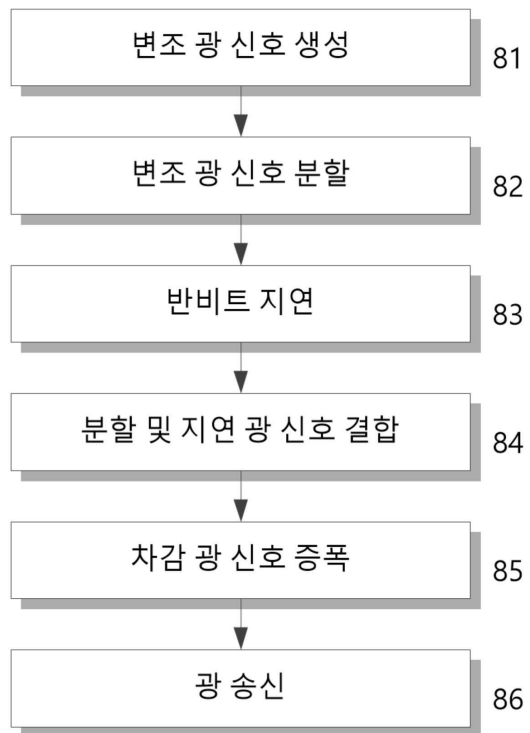 변조 광 신호 생성
81
변조 광 신호 분할
82
반비트 지연
83
분할 및 지연 광 신호 결합
84
차감 광 신호 증폭
85
광 송신
86